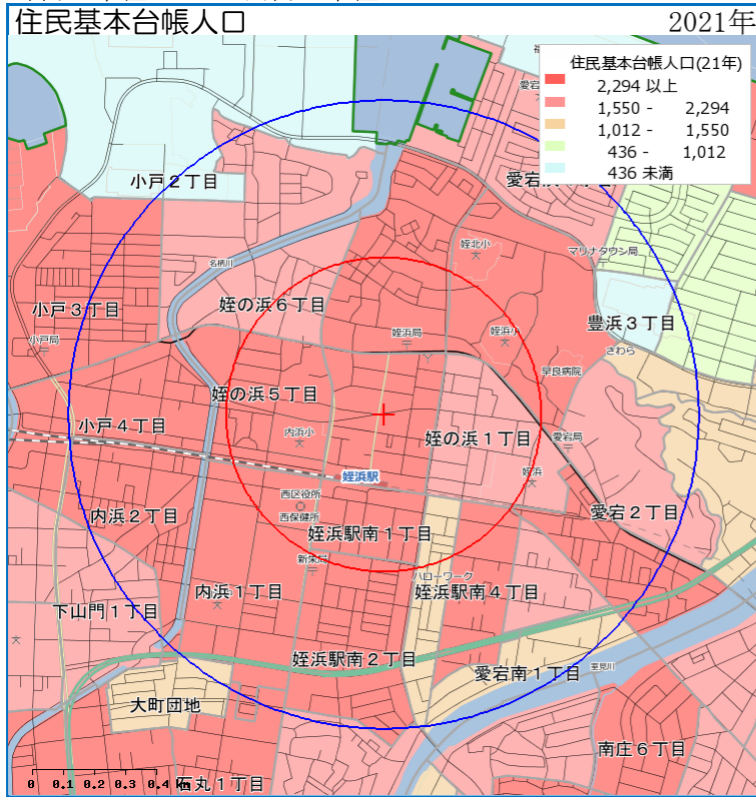 住民基本台帳人口
2021年
住民基本台帳人口(21年)
2,294 以上
1,550 - 2,294
1,012 - 1,550
436 - 1,012
436 未満
小戸2丁目
姪北小
マリナタウン局
名柄川
小戸3丁目
姪の浜6丁目
豊浜3丁目
小戸局
姪浜局
姪浜小
さわら
早良病院
姪の浜5丁目
小戸4丁目
内浜小
姪の浜1丁目
愛宕局
姪浜駅
姪浜
西区役所
西保健所
内浜2丁目
愛宕2丁目
姪浜駅南1丁目
新栄局
ハローワーク
内浜1丁目
姪浜駅南4丁目
下山門1丁目
姪浜駅南2丁目
愛宕南1丁目
室見川
大町団地
南庄6丁目
0 0.1 0.2 0.3 0.4
石丸1丁目